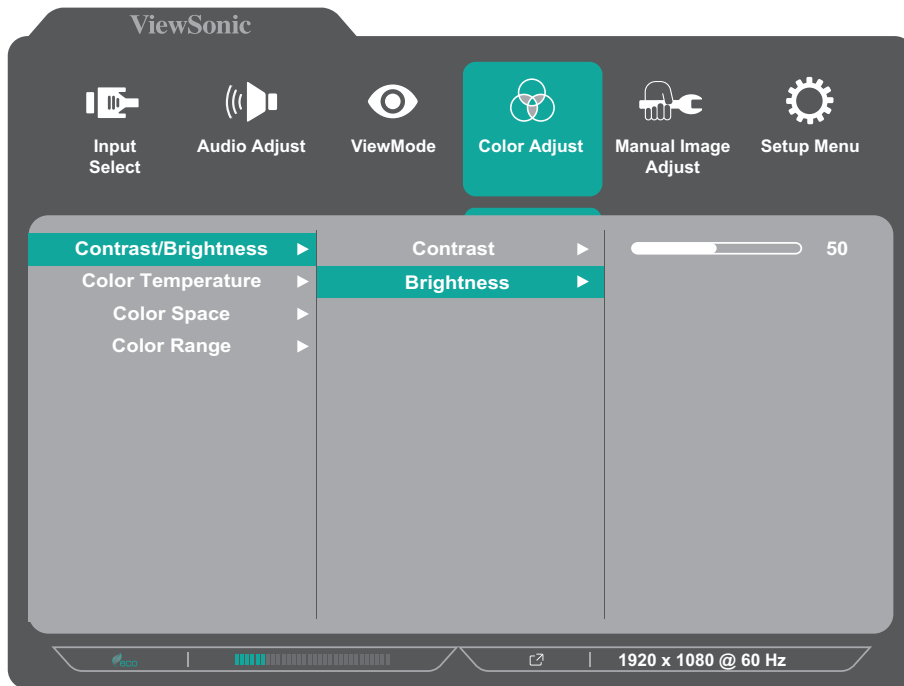 ViewSonic
Input
Select
Audio Adjust
ViewMode
Color Adjust
Manual Image
Adjust
Setup Menu
Contrast/Brightness
Color Temperature
Color Space
Color Range
Contrast
Brightness
50
eco
1920 x 1080 @ 60 Hz